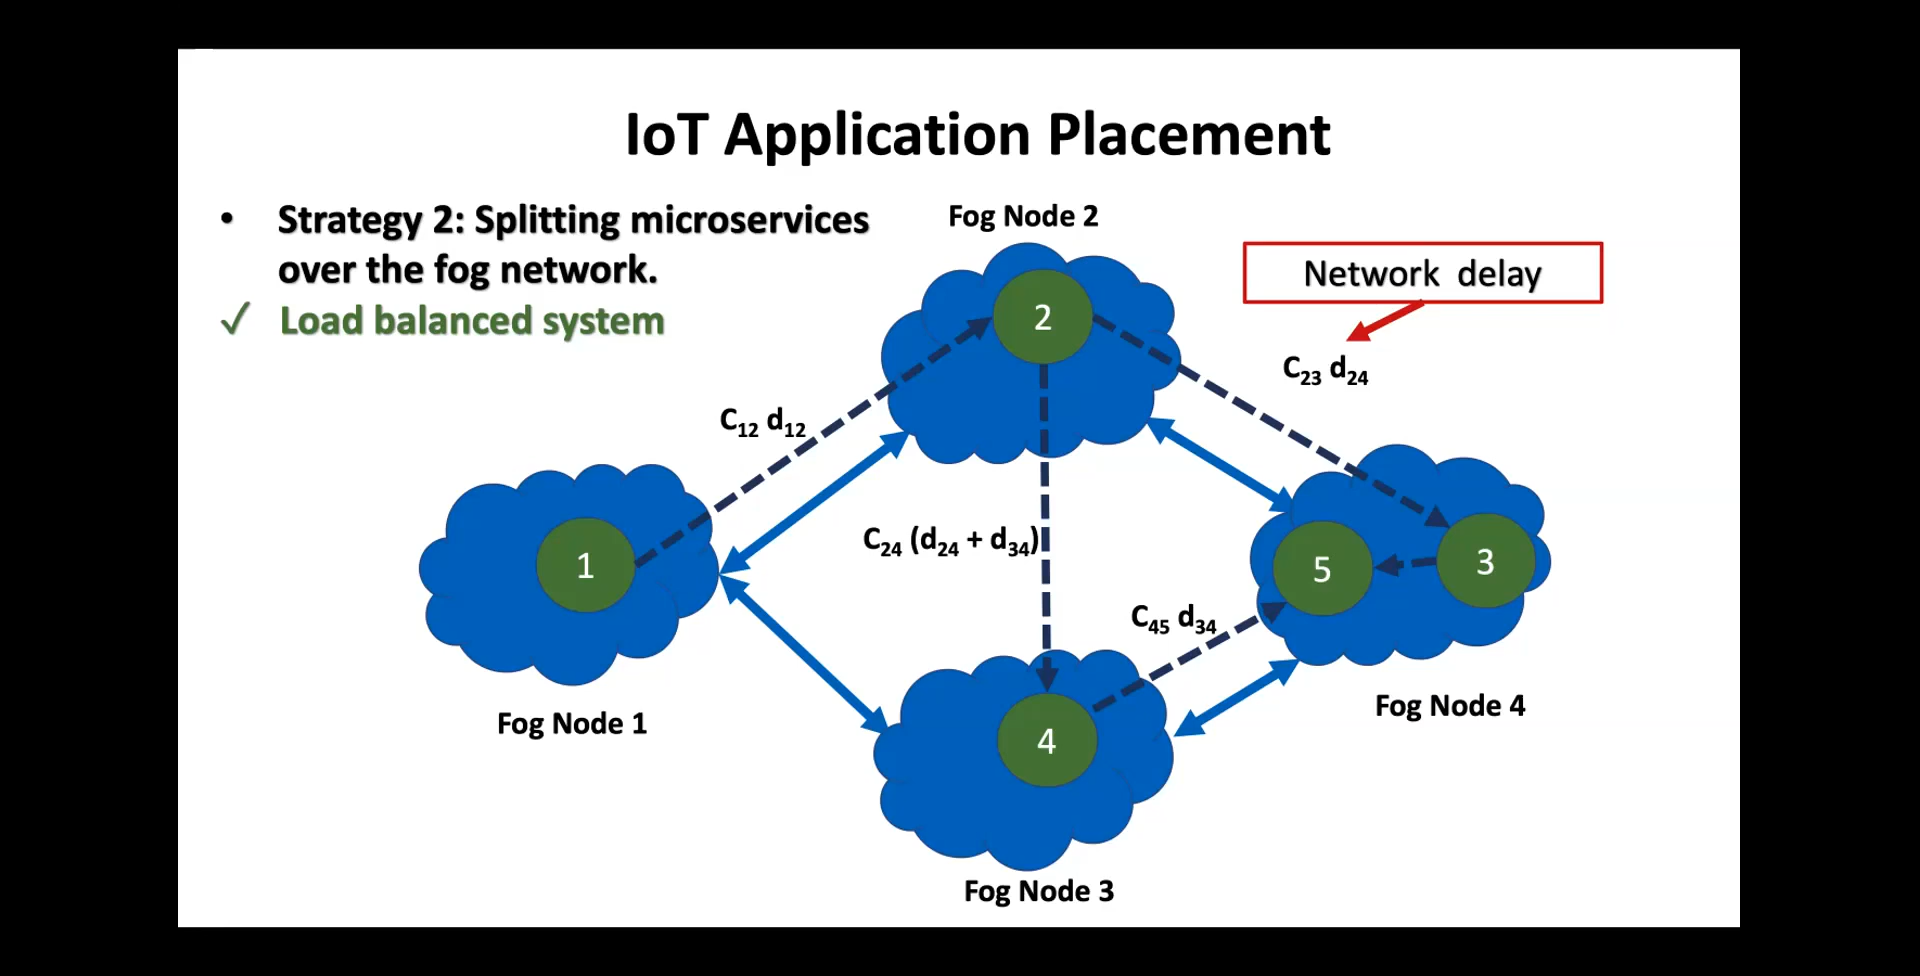 IoT Application Placement
• Strategy 2: Splitting microservices
over the fog network.
✓ Load balanced system
Fog Node 2
Network delay
2
C₂₃ d₂₄
C₁₂ d₁₂
C₂₄ (d₂₄ + d₃₄)
1
5
3
C₄₅ d₃₄
Fog Node 1
Fog Node 4
4
Fog Node 3